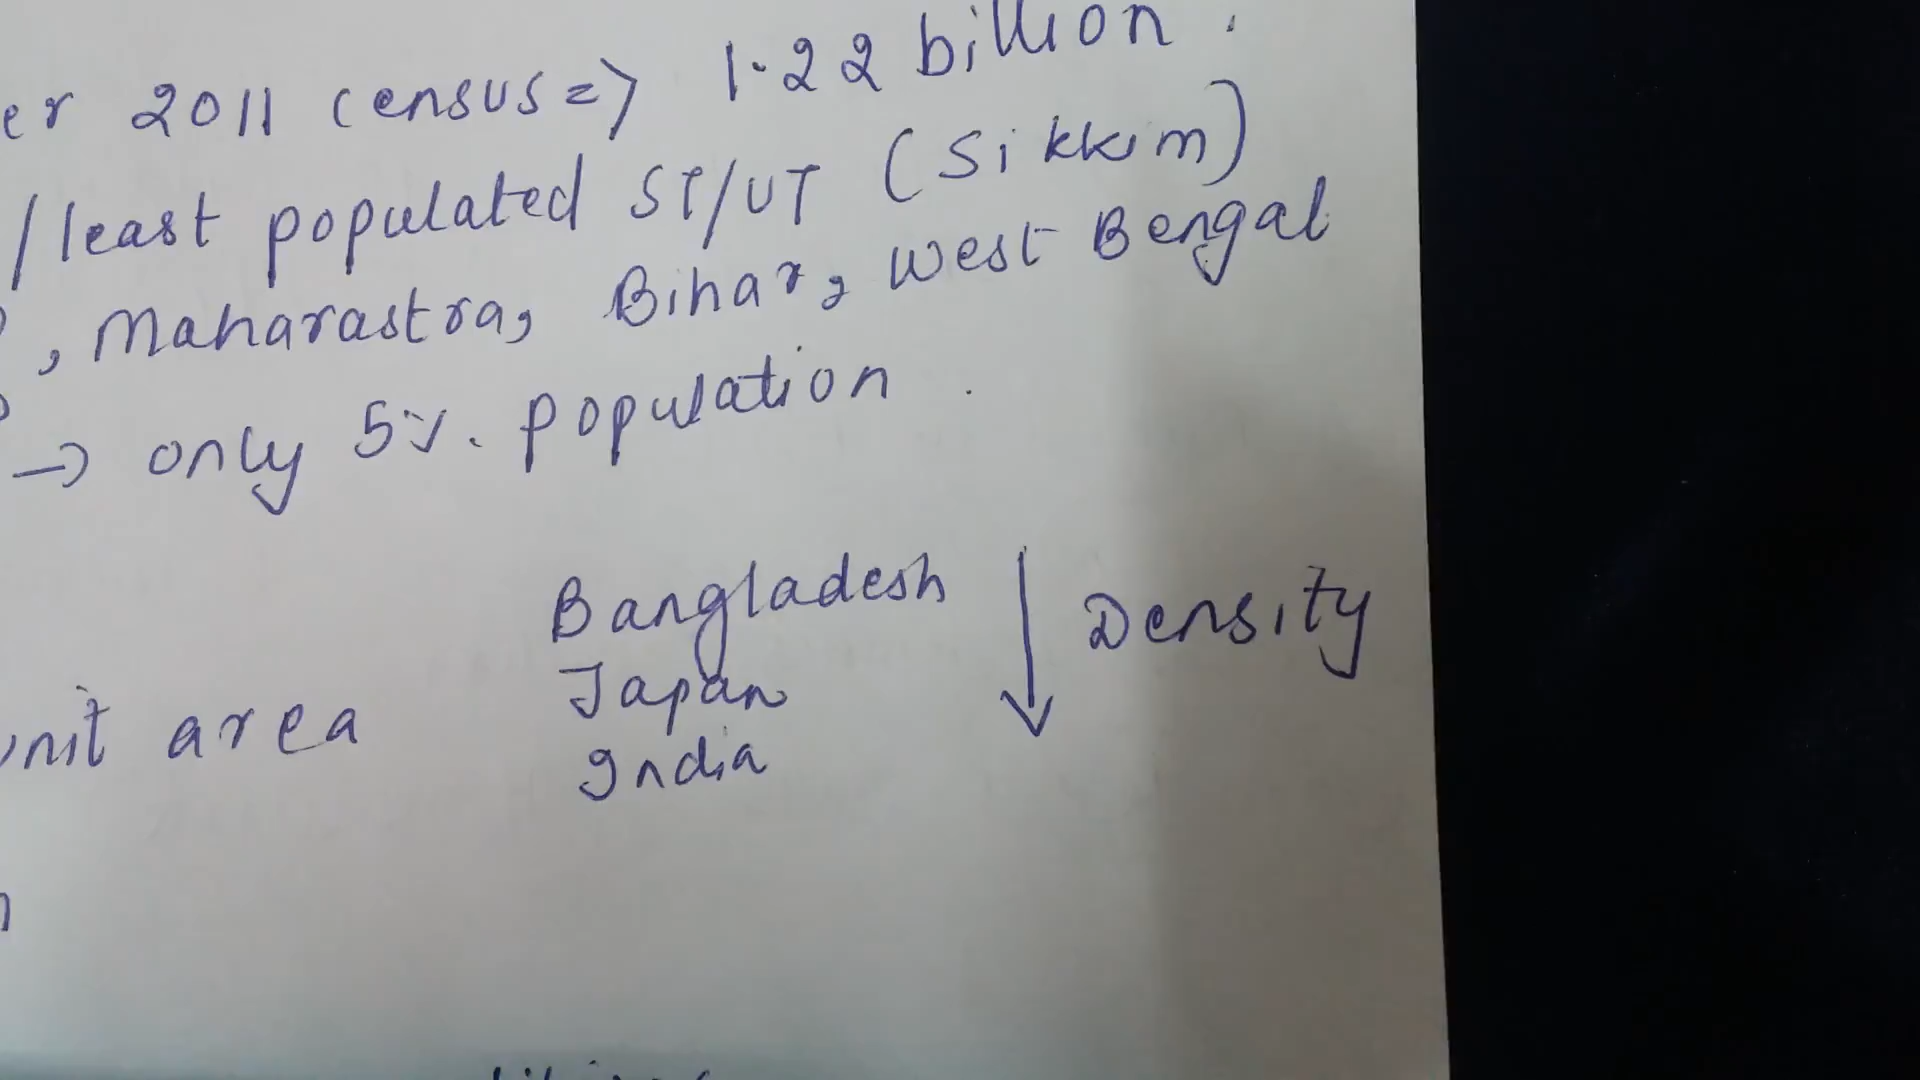 er 2011 census => 1.22 billion.
/least populated ST/UT (Sikkim)
, Maharastra, Bihar, West Bengal
→ only 5%. population.
Bangladesh ↓ Density
Japan
unit area
India